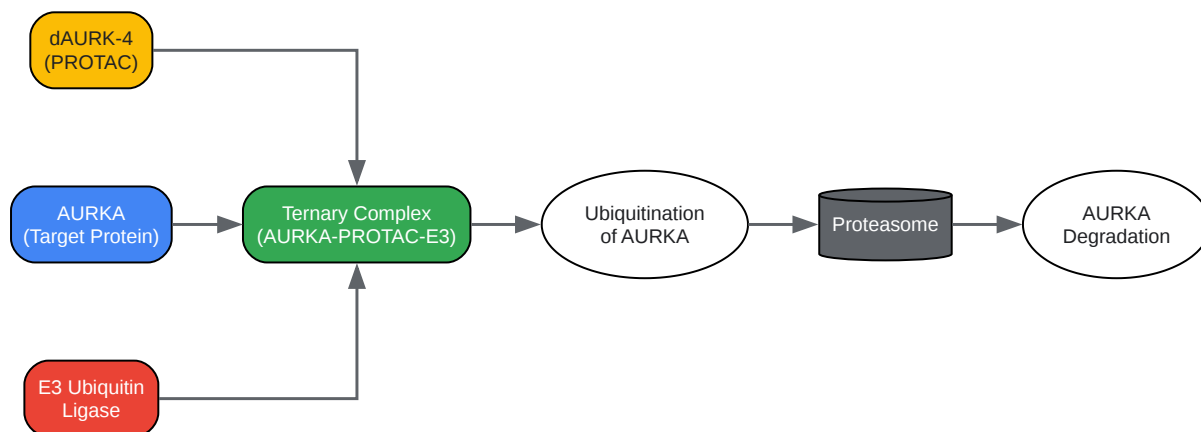 dAURK-4
(PROTAC)
AURKA
(Target Protein)
Ternary Complex
(AURKA-PROTAC-E3)
Ubiquitination
of AURKA
Proteasome
AURKA
Degradation
E3 Ubiquitin
Ligase